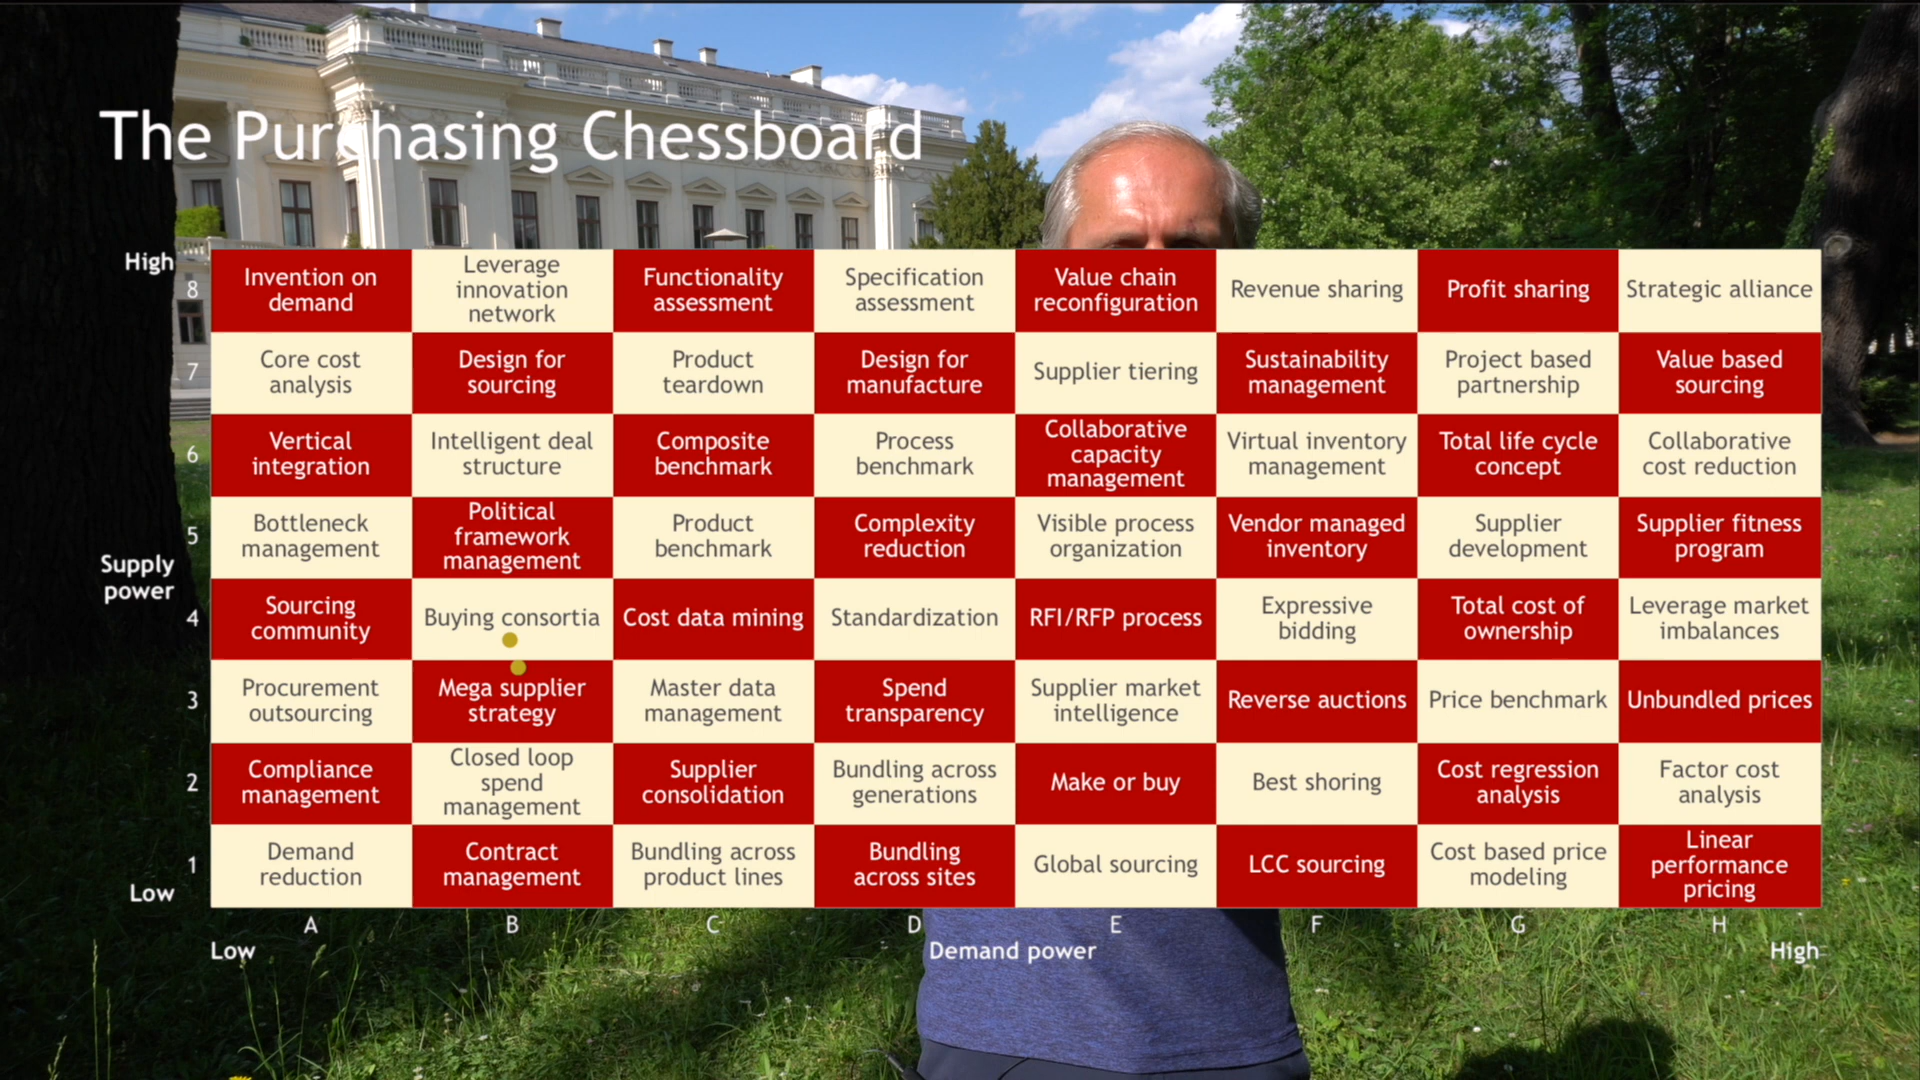 The Purchasing Chessboard
High
8
Invention on
demand
Leverage
innovation
network
Functionality
assessment
Specification
assessment
Value chain
reconfiguration
Revenue sharing
Profit sharing
Strategic alliance
7
Core cost
analysis
Design for
sourcing
Product
teardown
Design for
manufacture
Supplier tiering
Sustainability
management
Project based
partnership
Value based
sourcing
6
Vertical
integration
Intelligent deal
structure
Composite
benchmark
Process
benchmark
Collaborative
capacity
management
Virtual inventory
management
Total life cycle
concept
Collaborative
cost reduction
5
Bottleneck
management
Political
framework
management
Product
benchmark
Complexity
reduction
Visible process
organization
Vendor managed
inventory
Supplier
development
Supplier fitness
program
Supply
power
4
Sourcing
community
Buying consortia
Cost data mining
Standardization
RFI/RFP process
Expressive
bidding
Total cost of
ownership
Leverage market
imbalances
3
Procurement
outsourcing
Mega supplier
strategy
Master data
management
Spend
transparency
Supplier market
intelligence
Reverse auctions
Price benchmark
Unbundled prices
2
Compliance
management
Closed loop
spend
management
Supplier
consolidation
Bundling across
generations
Make or buy
Best shoring
Cost regression
analysis
Factor cost
analysis
1
Demand
reduction
Contract
management
Bundling across
product lines
Bundling
across sites
Global sourcing
LCC sourcing
Cost based price
modeling
Linear
performance
pricing
Low
A B C D E F G H
Low Demand power High